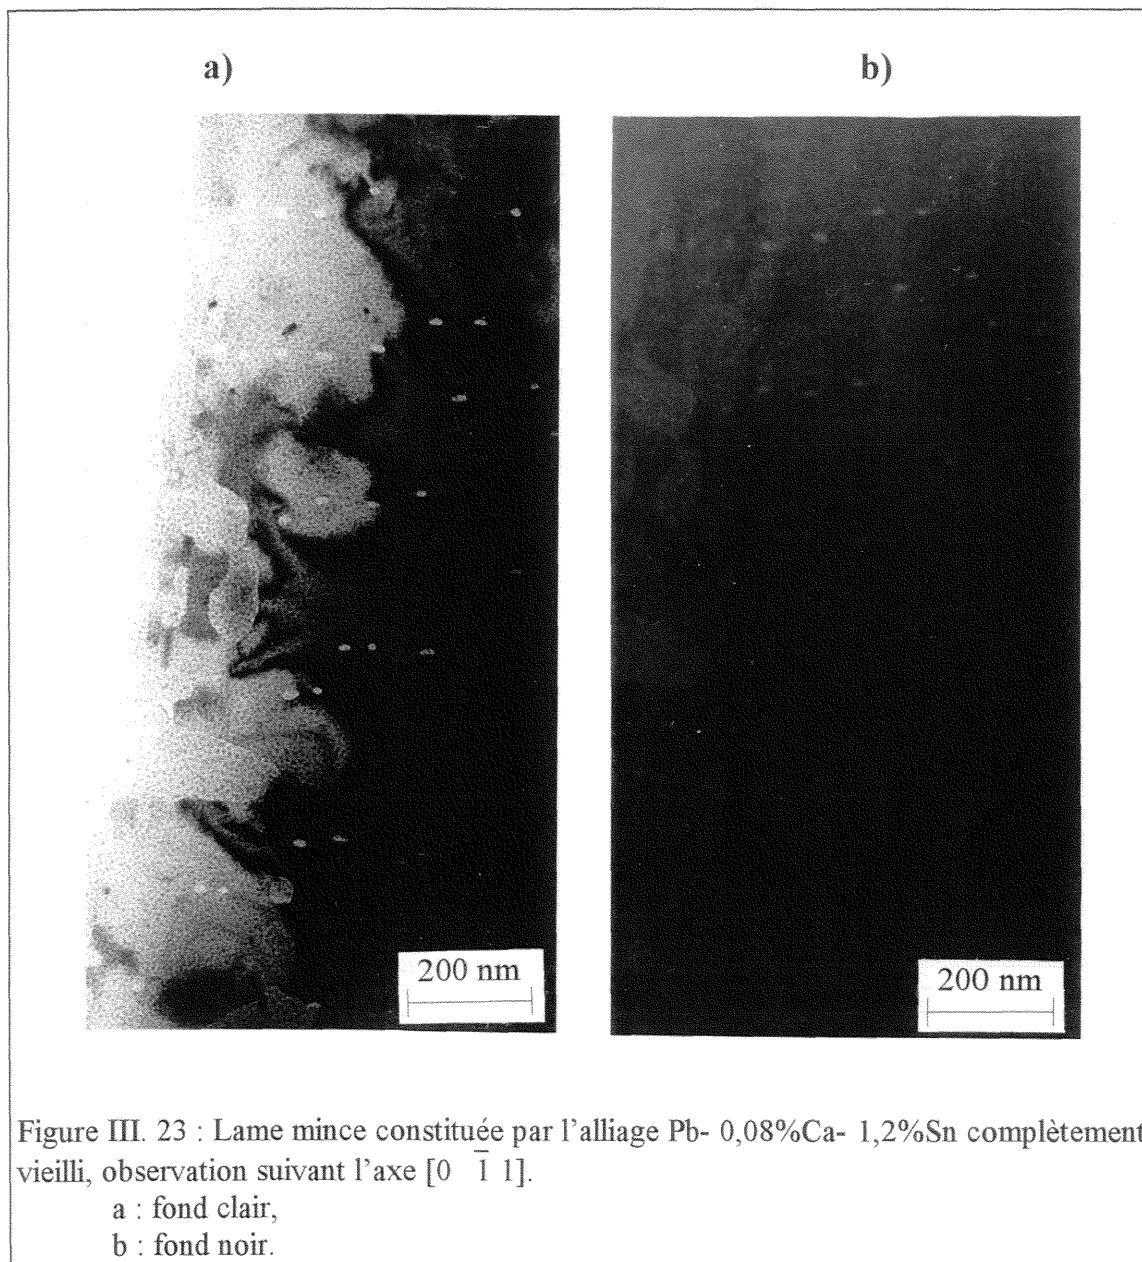 a)
b)
200 nm
200 nm
Figure III. 23 : Lame mince constituée par l'alliage Pb- 0,08%Ca- 1,2%Sn complètement
vieilli, observation suivant l'axe [0 1̅ 1].
a : fond clair,
b : fond noir.